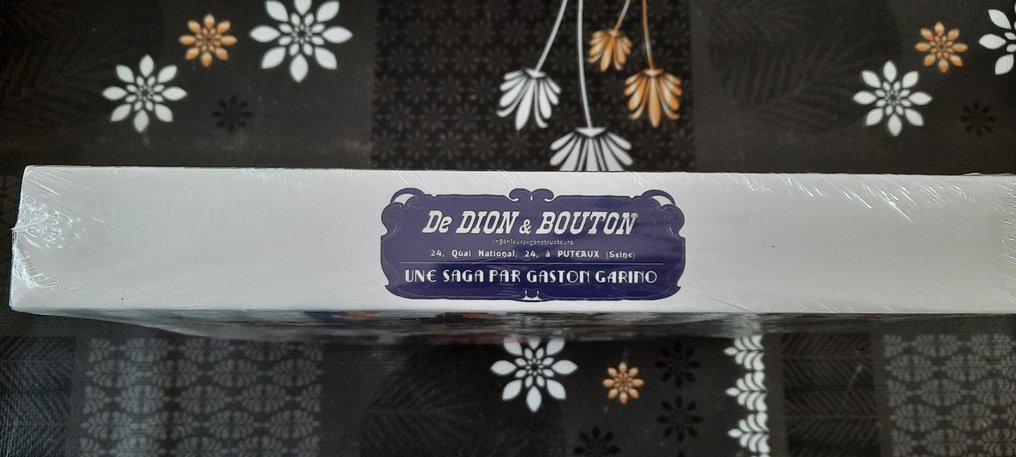 De DION & BOUTON
ingénieurs-constructeurs
24, Quai National, 24, à PUTEAUX (Seine)
UNE SAGA PAR GASTON GARINO